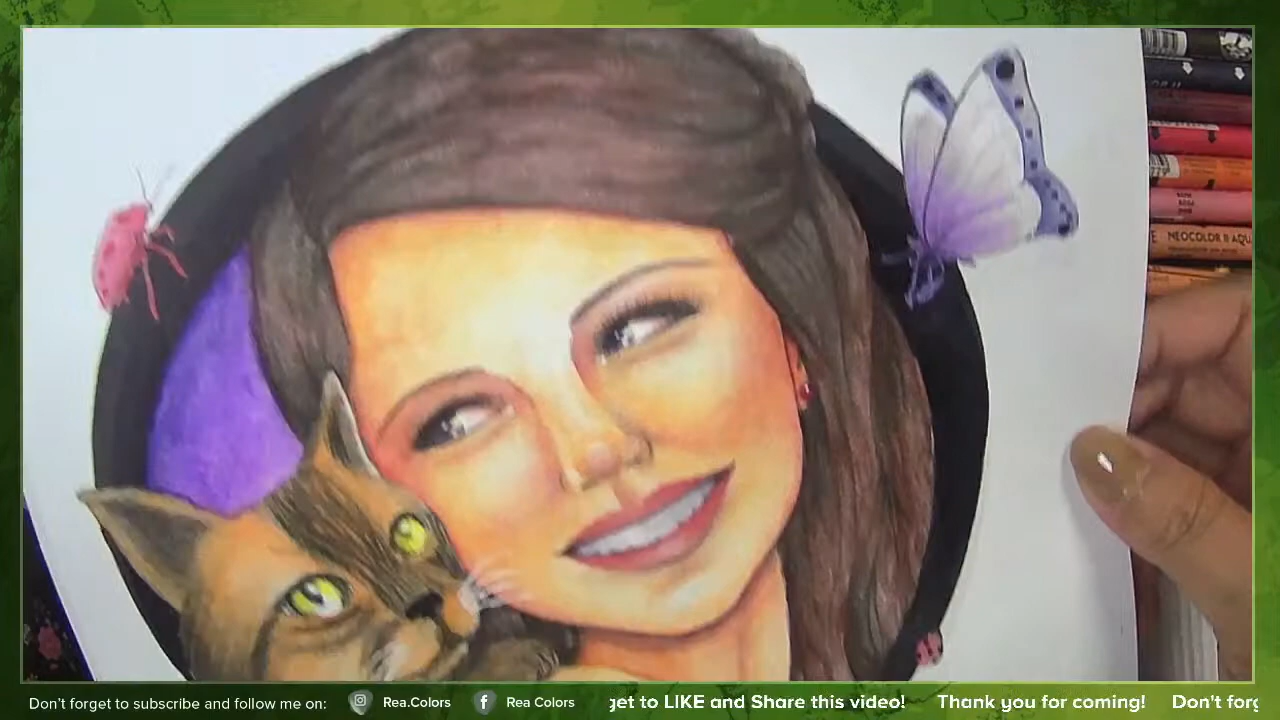 NEOCOLOR II AQU
Don't forget to subscribe and follow me on: Rea.Colors Rea Colors get to LIKE and Share this video! Thank you for coming! Don't forg